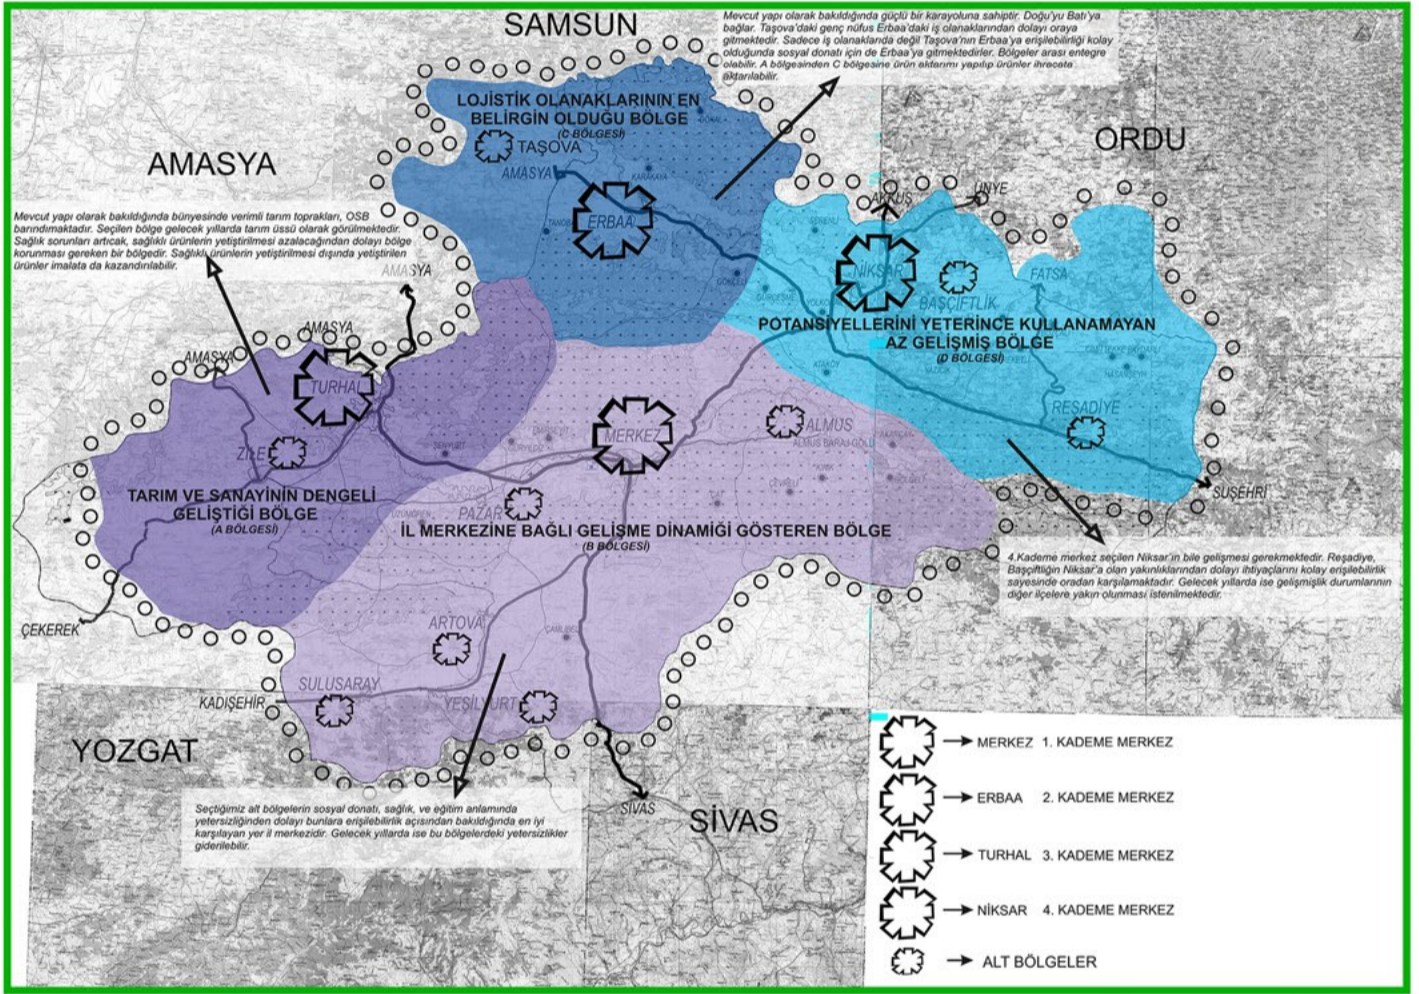 SAMSUN
Mevcut yapı olarak bakıldığında güçlü bir karayoluna sahiptir. Doğu'yu Batı'ya
bağlar. Taşova'daki genç nüfus Erbaa'daki iş olanaklarından dolayı oraya
gitmektedir. Sadece iş olanaklarıda değil Taşova'nın Erbaa'ya erişilebilirliği kolay
olduğunda sosyal donatı için de Erbaa'ya gitmektedirler. Bölgeler arası entegre
olabilir. A bölgesinden C bölgesine ürün aktarımı yapılıp ürünler ihracata
aktarılabilir.
LOJİSTİK OLANAKLARININ EN
BELİRGİN OLDUĞU BÖLGE
(C BÖLGESİ)
TAŞOVA
AMASYA
KARAKAYA
ERBAA
ORDU
AMASYA
Mevcut yapı olarak bakıldığında bünyesinde verimli tarım toprakları, OSB
barındımaktadır. Seçilen bölge gelecek yıllarda tarım üssü olarak görülmektedir.
Sağlık sorunları artıcak, sağlıklı ürünlerin yetiştirilmesi azalacağından dolayı bölge
korunması gereken bir bölgedir. Sağlıklı ürünlerin yetiştirilmesi dışında yetiştirilen
ürünler imalata da kazandırılabilir.
AMASYA
AMASYA
AMASYA
AKKUŞ
ÜNYE
NİKSAR
BAŞÇİFTLİK
FATSA
POTANSİYELLERİNİ YETERİNCE KULLANAMAYAN
AZ GELİŞMİŞ BÖLGE
(D BÖLGESİ)
ATAKÖY
REŞADİYE
SUŞEHRİ
TURHAL
ZİLE
TARIM VE SANAYİNİN DENGELİ
GELİŞTİĞİ BÖLGE
(A BÖLGESİ)
ÇEKEREK
MERKEZ
ALMUS
ALMUS BARAJ GÖLÜ
PAZAR
İL MERKEZİNE BAĞLI GELİŞME DİNAMİĞİ GÖSTEREN BÖLGE
(B BÖLGESİ)
4.Kademe merkez seçilen Niksar'ın bile gelişmesi gerekmektedir. Reşadiye,
Başçiftliğin Niksar'a olan yakınlıklarından dolayı ihtiyaçlarını kolay erişilebilirlik
sayesinde oradan karşılamaktadır. Gelecek yıllarda ise gelişmişlik durumlarının
diğer ilçelere yakın olunması istenilmektedir.
ARTOVA
ÇAMLIBEL
SULUSARAY
YEŞİLYURT
KADIŞEHİR
YOZGAT
Seçtiğimiz alt bölgelerin sosyal donatı, sağlık, ve eğitim anlamında
yetersizliğinden dolayı bunlara erişilebilirlik açısından bakıldığında en iyi
karşılayan yer il merkezidir. Gelecek yıllarda ise bu bölgelerdeki yetersizlikler
giderilebilir.
SİVAS
SİVAS
MERKEZ 1. KADEME MERKEZ
ERBAA 2. KADEME MERKEZ
TURHAL 3. KADEME MERKEZ
NİKSAR 4. KADEME MERKEZ
ALT BÖLGELER